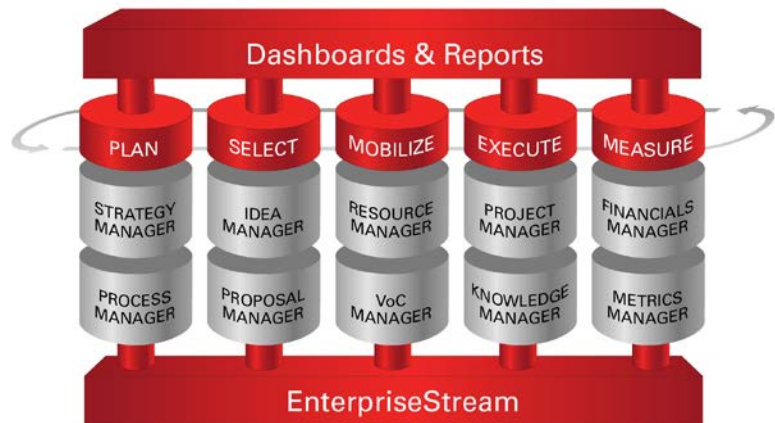 Dashboards & Reports
PLAN
SELECT
MOBILIZE
EXECUTE
MEASURE
STRATEGY
MANAGER
IDEA
MANAGER
RESOURCE
MANAGER
PROJECT
MANAGER
FINANCIALS
MANAGER
PROCESS
MANAGER
PROPOSAL
MANAGER
VoC
MANAGER
KNOWLEDGE
MANAGER
METRICS
MANAGER
EnterpriseStream